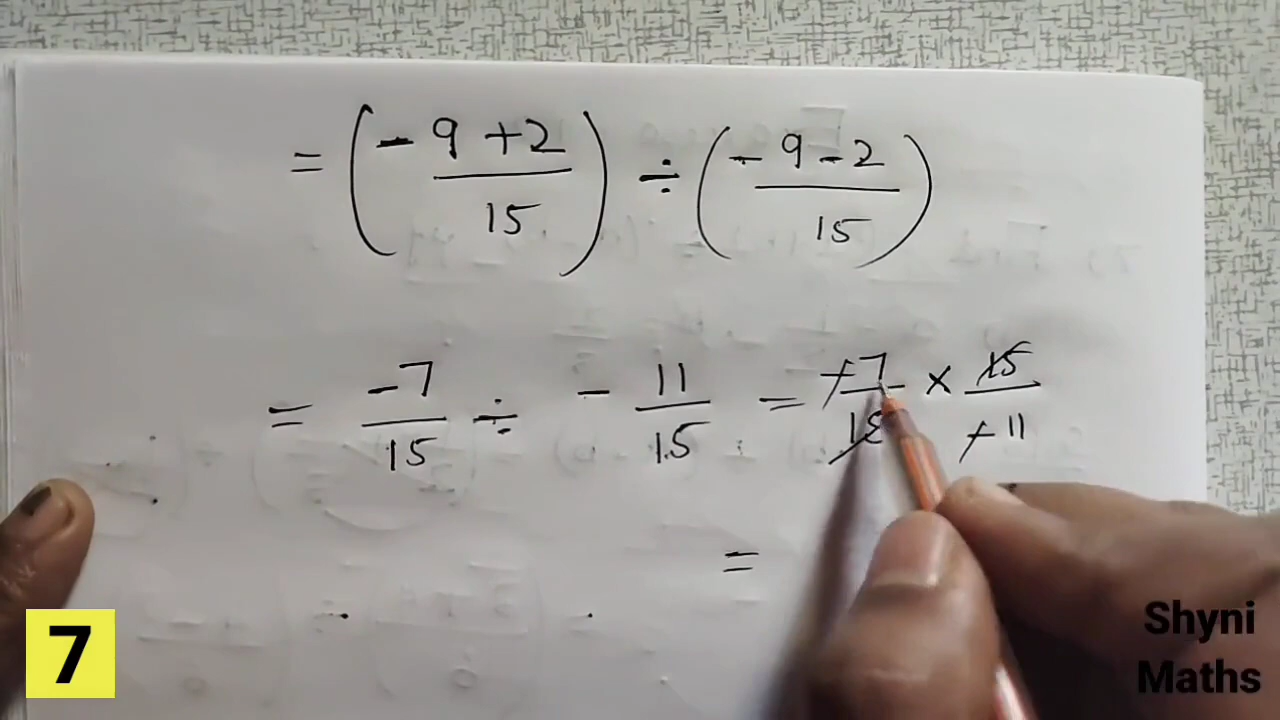 = (-9+2/15) ÷ (-9-2/15)
= -7/15 ÷ -11/15 = -7/15 × 15/-11
=
7
Shyni
Maths